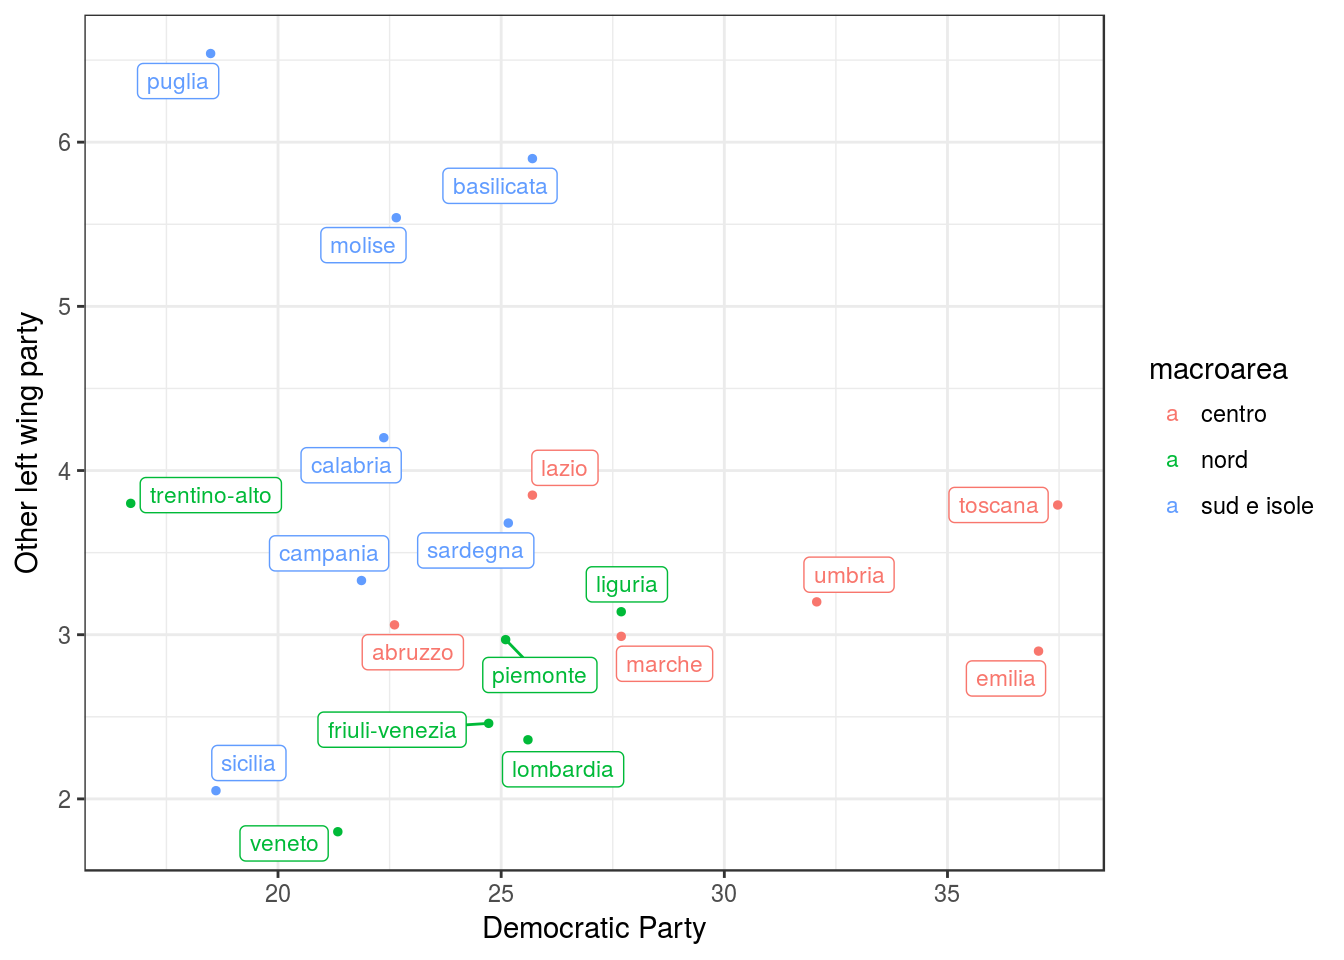 puglia
6
basilicata
molise
5
calabria
lazio
4
trentino-alto
toscana
campania
sardegna
umbria
liguria
3
abruzzo
marche
piemonte
emilia
friuli-venezia
sicilia
lombardia
2
veneto
20 25 30 35
Democratic Party
Other left wing party
macroarea
a centro
a nord
a sud e isole